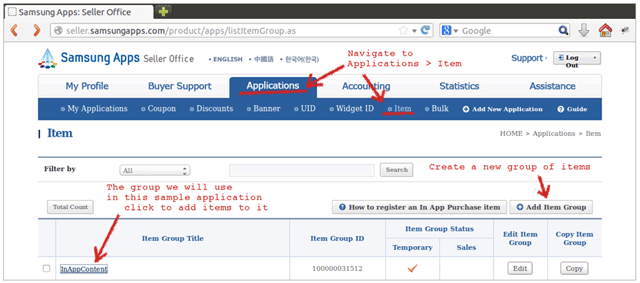 Samsung Apps: Seller Office
seller.samsungapps.com/product/apps/listItemGroup.as
Google
Samsung Apps Seller Office
• ENGLISH • 中國語 • 한국어(한국)
Navigate to
Applications > Item
Support
Log Out
My Profile
Buyer Support
Applications
Accounting
Statistics
Assistance
My Applications
Coupon
Discounts
Banner
UID
Widget ID
Item
Bulk
Add New Application
Guide
Item
HOME > Applications > Item
Filter by
All
Search
Create a new group of items
The group we will use
in this sample application
click to add items to it
Total Count
How to register an In App Purchase item
Add Item Group
Item Group Title
Item Group ID
Item Group Status
Temporary
Sales
Edit Item Group
Copy Item Group
InAppContent
100000031512
Edit
Copy